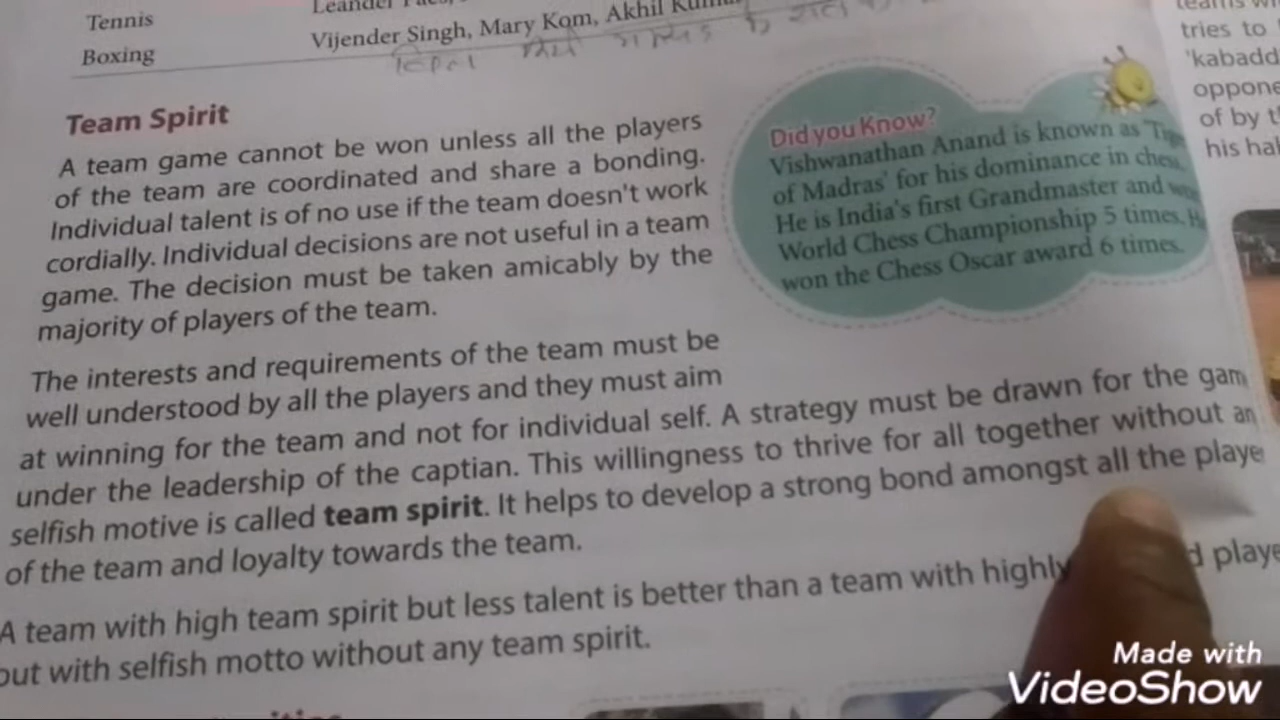 Tennis
Boxing
Vijender Singh, Mary Kom, Akhil
Team Spirit
A team game cannot be won unless all the players
of the team are coordinated and share a bonding.
Individual talent is of no use if the team doesn't work
cordially. Individual decisions are not useful in a team
game. The decision must be taken amicably by the
majority of players of the team.
The interests and requirements of the team must be
well understood by all the players and they must aim
at winning for the team and not for individual self. A strategy must be drawn for the
under the leadership of the captian. This willingness to thrive for all together without
selfish motive is called team spirit. It helps to develop a strong bond amongst all the
of the team and loyalty towards the team.
A team with high team spirit but less talent is better than a team with highly
but with selfish motto without any team spirit.
Did you Know?
Vishwanathan Anand is known as
of Madras' for his dominance in
He is India's first Grandmaster and
World Chess Championship 5 times.
won the Chess Oscar award 6 times.
tries to
of by
his
Made with
VideoShow